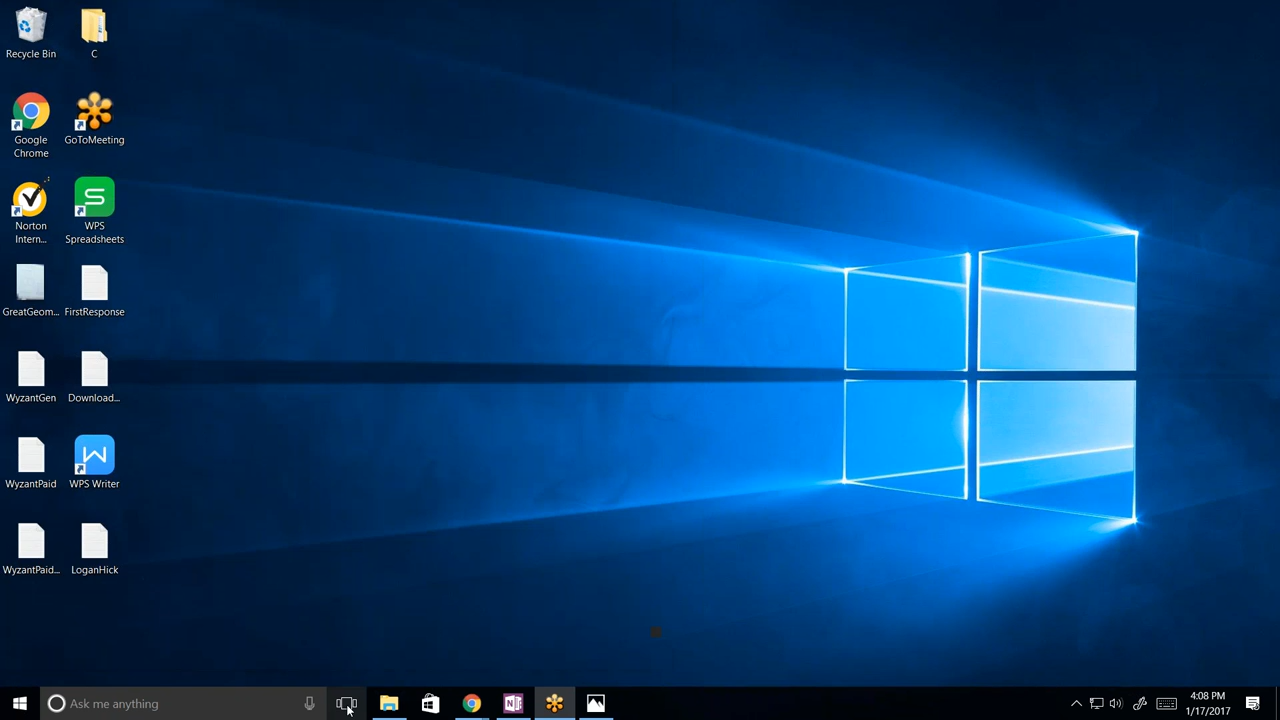 Recycle Bin
C
Google
Chrome
GoToMeeting
Norton
Intern...
WPS
Spreadsheets
GreatGeom...
FirstResponse
WyzantGen
Download...
WyzantPaid
WPS Writer
WyzantPaid...
LoganHick
Ask me anything
4:08 PM
1/17/2017